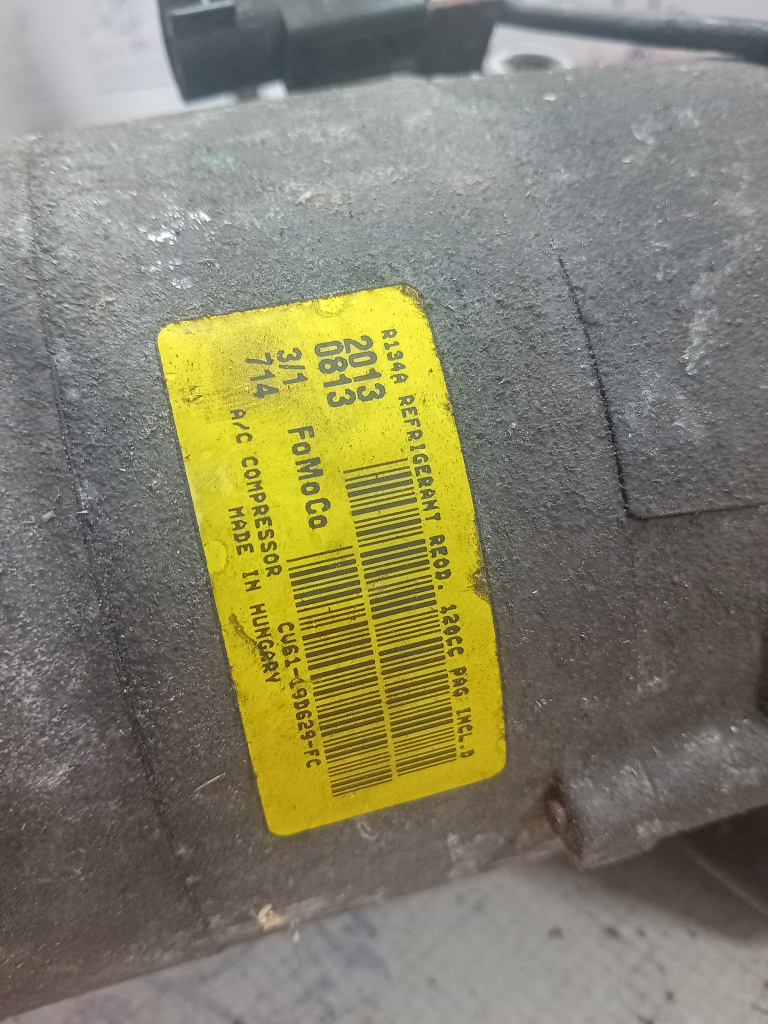 R134A REFRIGERANT REQD. 120CC PAG INCL.D
2013
0813
3/1
714
FoMoCo
CV61-19D629-FC
A/C COMPRESSOR
MADE IN HUNGARY